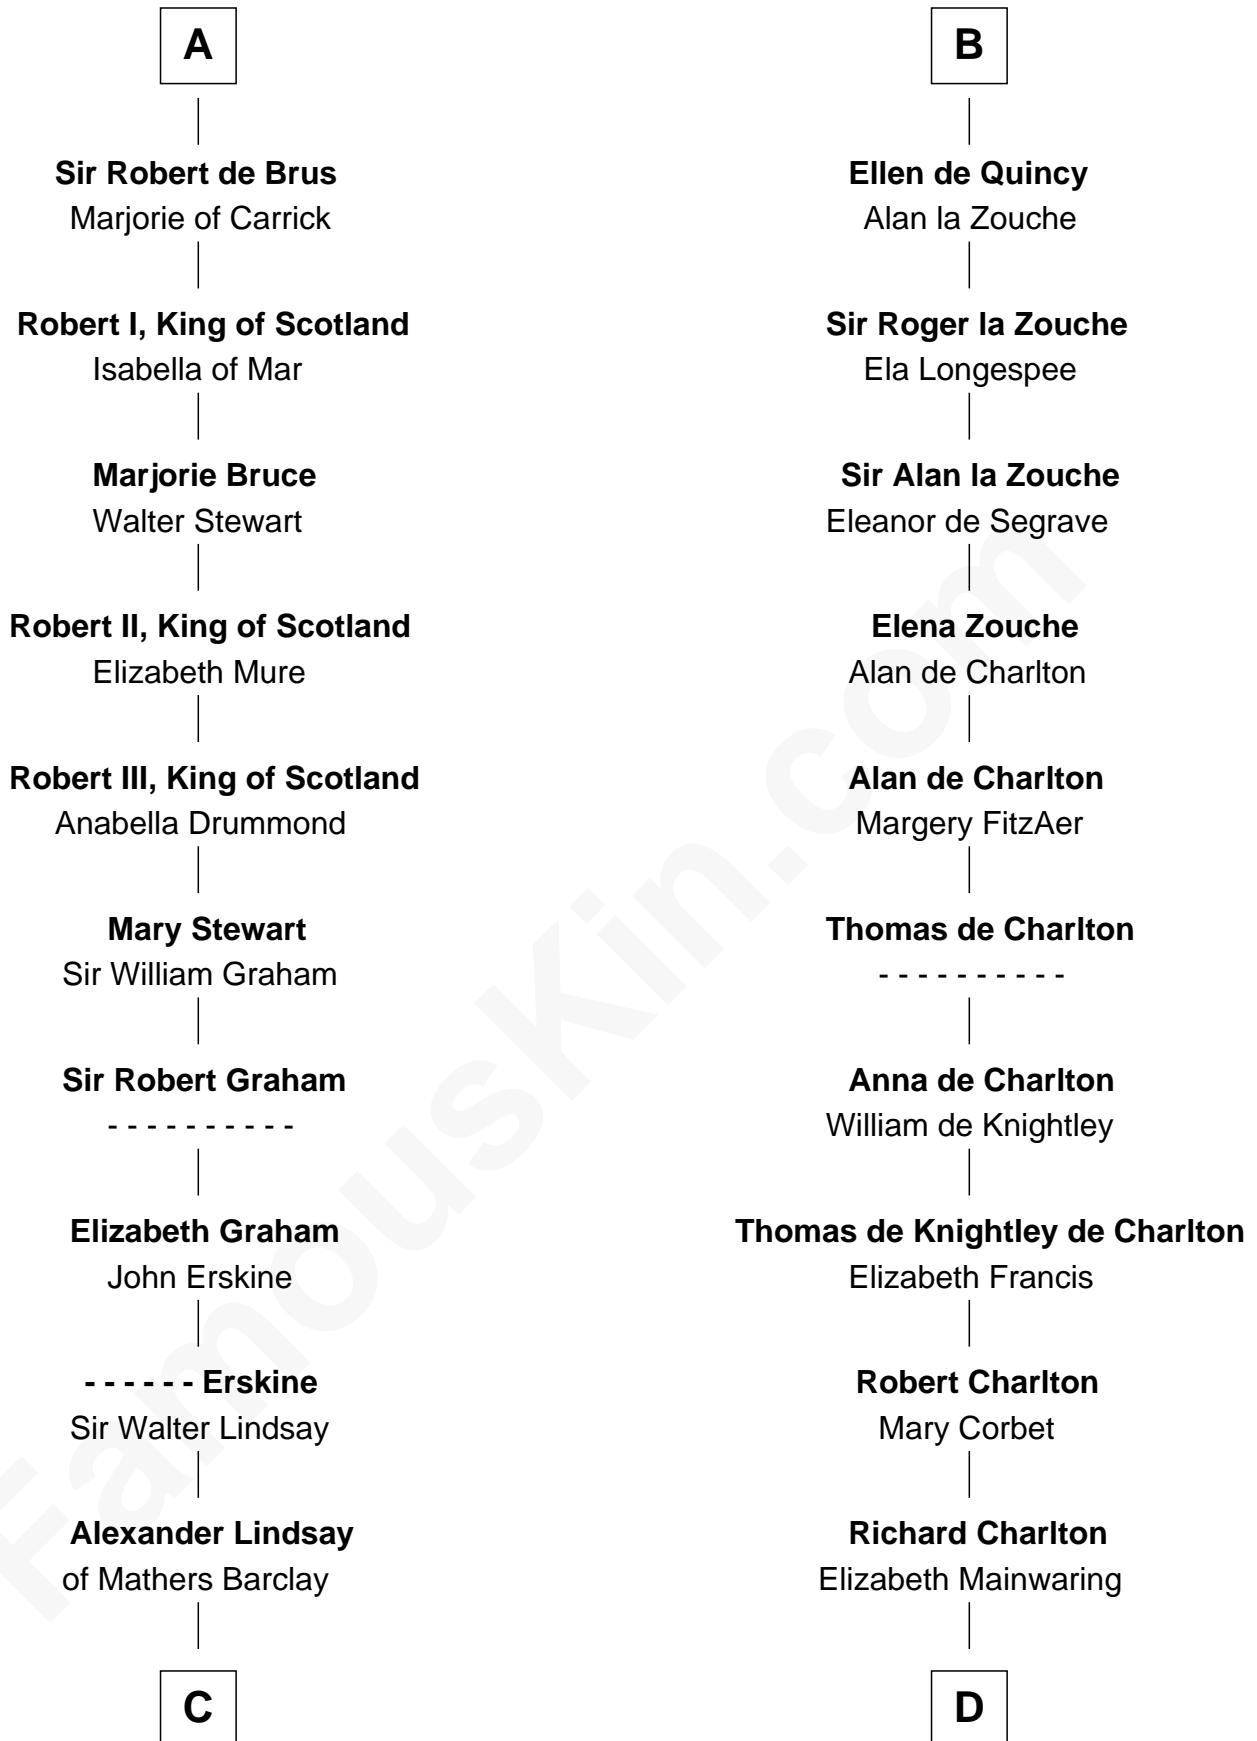 A
Sir Robert de Brus
Marjorie of Carrick
Robert I, King of Scotland
Isabella of Mar
Marjorie Bruce
Walter Stewart
Robert II, King of Scotland
Elizabeth Mure
Robert III, King of Scotland
Anabella Drummond
Mary Stewart
Sir William Graham
Sir Robert Graham
- - - - - - - - - -
Elizabeth Graham
John Erskine
- - - - - - Erskine
Sir Walter Lindsay
Alexander Lindsay
of Mathers Barclay
C
B
Ellen de Quincy
Alan la Zouche
Sir Roger la Zouche
Ela Longespee
Sir Alan la Zouche
Eleanor de Segrave
Elena Zouche
Alan de Charlton
Alan de Charlton
Margery FitzAer
Thomas de Charlton
- - - - - - - - - -
Anna de Charlton
William de Knightley
Thomas de Knightley de Charlton
Elizabeth Francis
Robert Charlton
Mary Corbet
Richard Charlton
Elizabeth Mainwaring
D
FamousKin.com